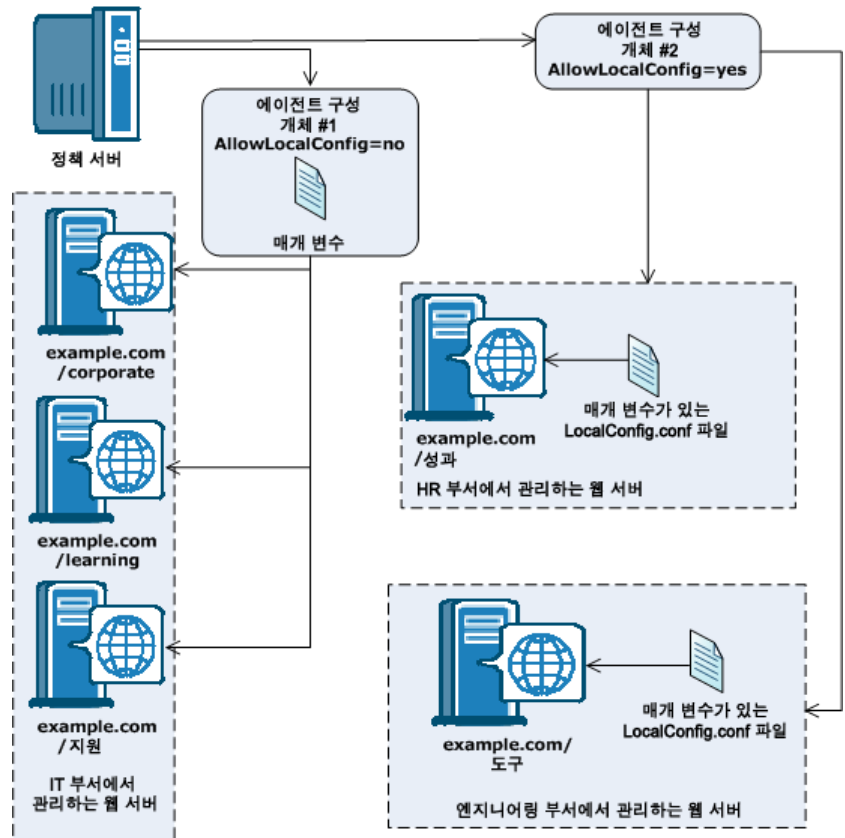 정책 서버
에이전트 구성
개체 #1
AllowLocalConfig=no
매개 변수
에이전트 구성
개체 #2
AllowLocalConfig=yes
example.com
/corporate
example.com
/learning
example.com
/지원
IT 부서에서
관리하는 웹 서버
example.com
/성과
매개 변수가 있는
LocalConfig.conf 파일
HR 부서에서 관리하는 웹 서버
example.com/
도구
매개 변수가 있는
LocalConfig.conf 파일
엔지니어링 부서에서 관리하는 웹 서버